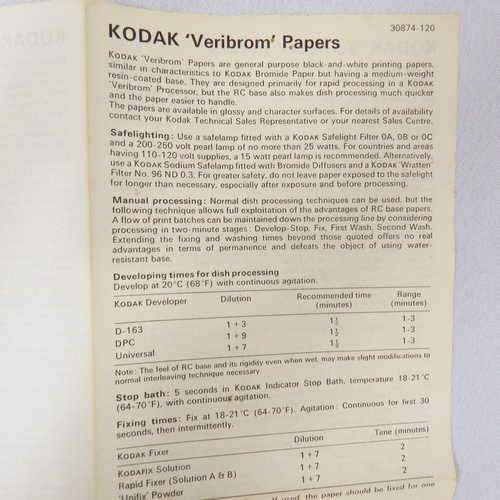 30874-120
KODAK 'Veribrom' Papers
KODAK 'Veribrom' Papers are general purpose black-and-white printing papers,
similar in characteristics to KODAK Bromide Paper but having a medium-weight
resin-coated base. They are designed primarily for rapid processing in a KODAK
'Veribrom' Processor, but the RC base also makes dish processing much quicker
and the paper easier to handle.
The papers are available in glossy and character surfaces. For details of availability
contact your Kodak Technical Sales Representative or your nearest Sales Centre.
Safelighting: Use a safelamp fitted with a KODAK Safelight Filter 0A, 0B or 0C
and a 200-250 volt pearl lamp of no more than 25 watts. For countries and areas
having 110-120 volt supplies, a 15 watt pearl lamp is recommended. Alternatively,
use a KODAK Sodium Safelamp fitted with Bromide Diffusers and a KODAK 'Wratten'
Filter No. 96 ND 0.3. For greater safety, do not leave paper exposed to the safelight
for longer than necessary, especially after exposure and before processing.
Manual processing: Normal dish processing techniques can be used, but the
following technique allows full exploitation of the advantages of RC base papers.
A flow of print batches can be maintained down the processing line by considering
processing in two-minute stages: Develop-Stop, Fix, First Wash, Second Wash.
Extending the fixing and washing times beyond those quoted offers no real
advantages in terms of permanence and defeats the object of using water-
resistant base.
Developing times for dish processing
Develop at 20°C (68°F) with continuous agitation.
KODAK Developer Dilution Recommended time (minutes) Range (minutes)
D-163 1+3 1½ 1-3
DPC 1+9 1½ 1-3
Universal 1+7 1½ 1-3
Note: The feel of RC base and its rigidity even when wet, may make slight modifications to
normal interleaving technique necessary.
Stop bath: 5 seconds in KODAK Indicator Stop Bath, temperature 18-21°C
(64-70°F), with continuous agitation.
Fixing times: Fix at 18-21°C (64-70°F). Agitation: Continuous for first 30
seconds, then intermittently.
Dilution Time (minutes)
KODAK Fixer
KODAFIX Solution 1+7 2
Rapid Fixer (Solution A & B) 1+7 2
'Unifix' Powder 1+7 2
used, the paper should be fixed for one